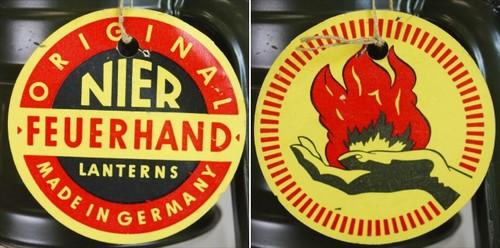 ORIGINAL
NIER
FEUERHAND
LANTERNS
MADE IN GERMANY